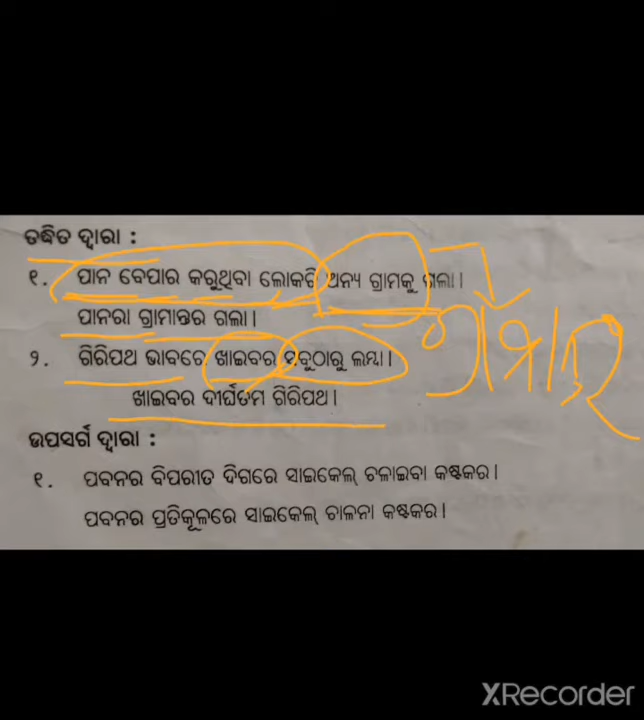 ତଦ୍ଧିତ ଦ୍ୱାରା :
୧. ପାନ ବେପାର କରୁଥିବା ଲୋକଟି ଅନ୍ୟ ଗ୍ରାମକୁ ଗଲା।
ପାନରା ଗ୍ରାମାନ୍ତର ଗଲା।
୨. ଗିରିପଥ ଭାବରେ ଖାଇବର ସବୁଠାରୁ ଲମ୍ବା।
ଖାଇବର ଦୀର୍ଘତମ ଗିରିପଥ।
ଉପସର୍ଗ ଦ୍ୱାରା :
୧. ପବନର ବିପରୀତ ଦିଗରେ ସାଇକେଲ୍ ଚଳାଇବା କଷ୍ଟକର।
ପବନର ପ୍ରତିକୂଳରେ ସାଇକେଲ୍ ଚାଳନା କଷ୍ଟକର।
XRecorder